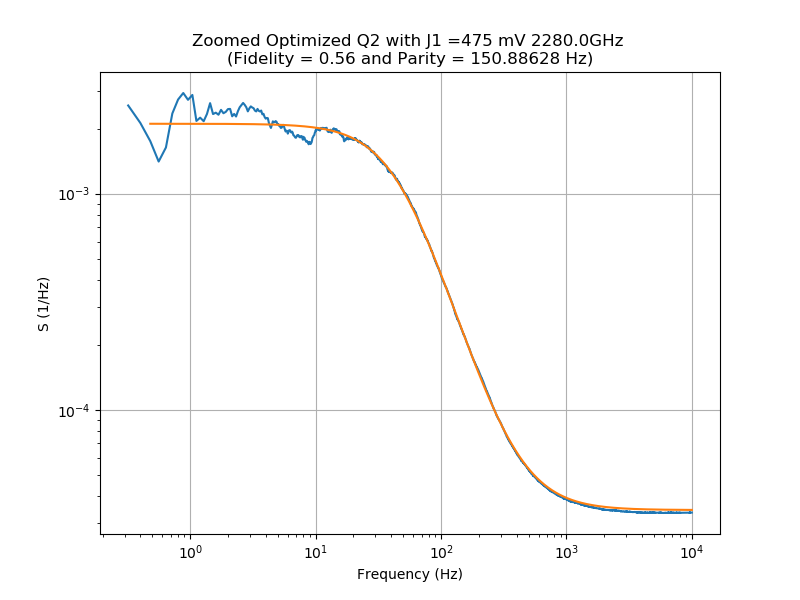 Zoomed Optimized Q2 with J1 =475 mV 2280.0GHz
(Fidelity = 0.56 and Parity = 150.88628 Hz)
S (1/Hz)
10⁻³
10⁻⁴
10⁰ 10¹ 10² 10³ 10⁴
Frequency (Hz)